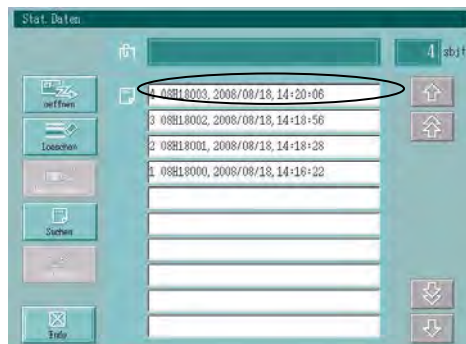 Stat. Daten
4 sbjt
oeffnen
4 08H18003, 2008/08/18, 14:20:06
3 08H18002, 2008/08/18, 14:18:56
Loeschen
2 08H18001, 2008/08/18, 14:18:28
1 08H18000, 2008/08/18, 14:16:22
Suchen
Ende